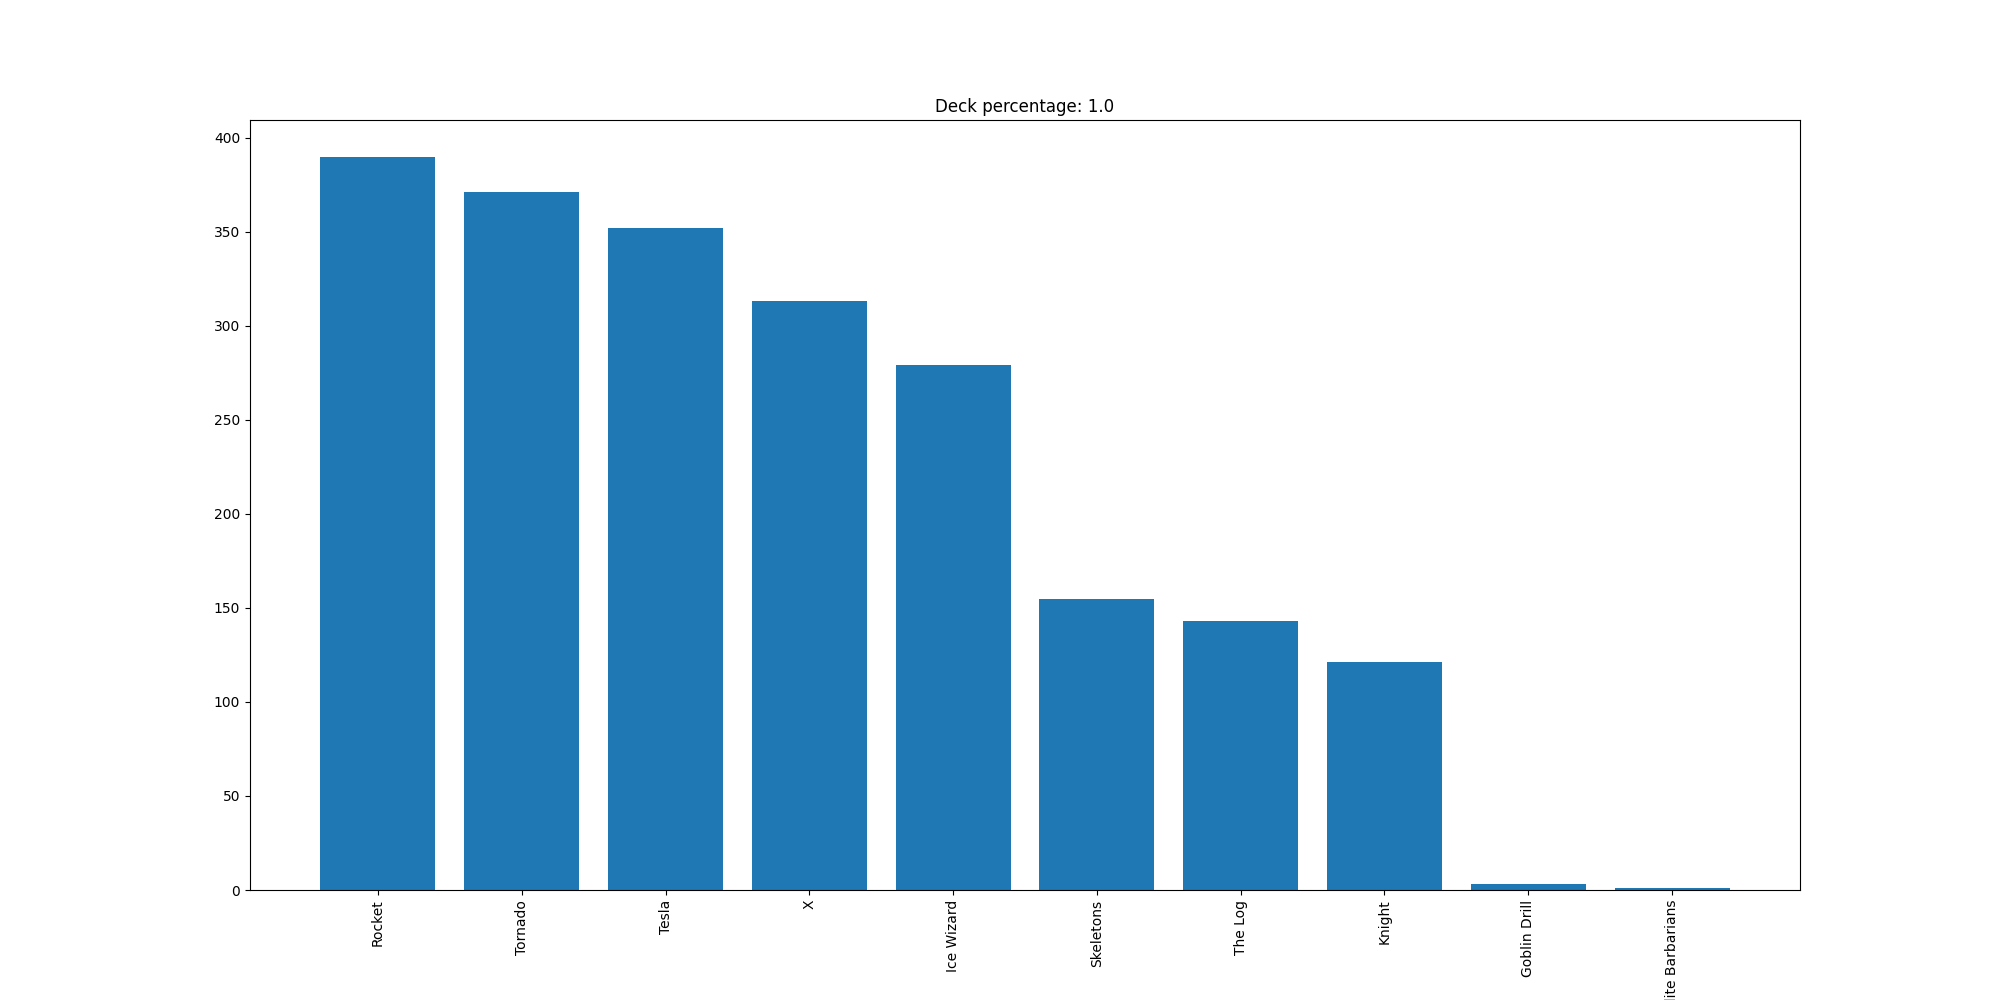 Deck percentage: 1.0
400
350
300
250
200
150
100
50
0
Rocket
Tornado
Tesla
X
Ice Wizard
Skeletons
The Log
Knight
Goblin Drill
lite Barbarians